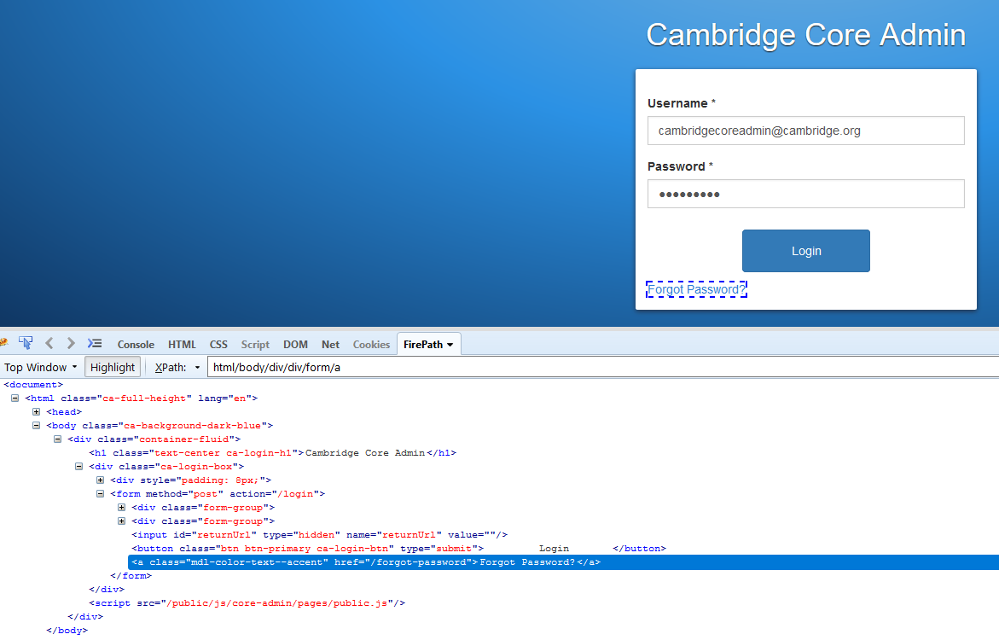 Cambridge Core Admin
Username *
cambridgecoreadmin@cambridge.org
Password *
•••••••••
Login
Forgot Password?
Console HTML CSS Script DOM Net Cookies FirePath
Top Window Highlight XPath: html/body/div/div/form/a
<document>
<html class="ca-full-height" lang="en">
<head>
<body class="ca-background-dark-blue">
<div class="container-fluid">
<h1 class="text-center ca-login-h1">Cambridge Core Admin</h1>
<div class="ca-login-box">
<div style="padding: 8px;">
<form method="post" action="/login">
<div class="form-group">
<div class="form-group">
<input id="returnUrl" type="hidden" name="returnUrl" value=""/>
<button class="btn btn-primary ca-login-btn" type="submit"> Login </button>
<a class="mdl-color-text--accent" href="/forgot-password">Forgot Password?</a>
</form>
</div>
<script src="/public/js/core-admin/pages/public.js"/>
</div>
</body>